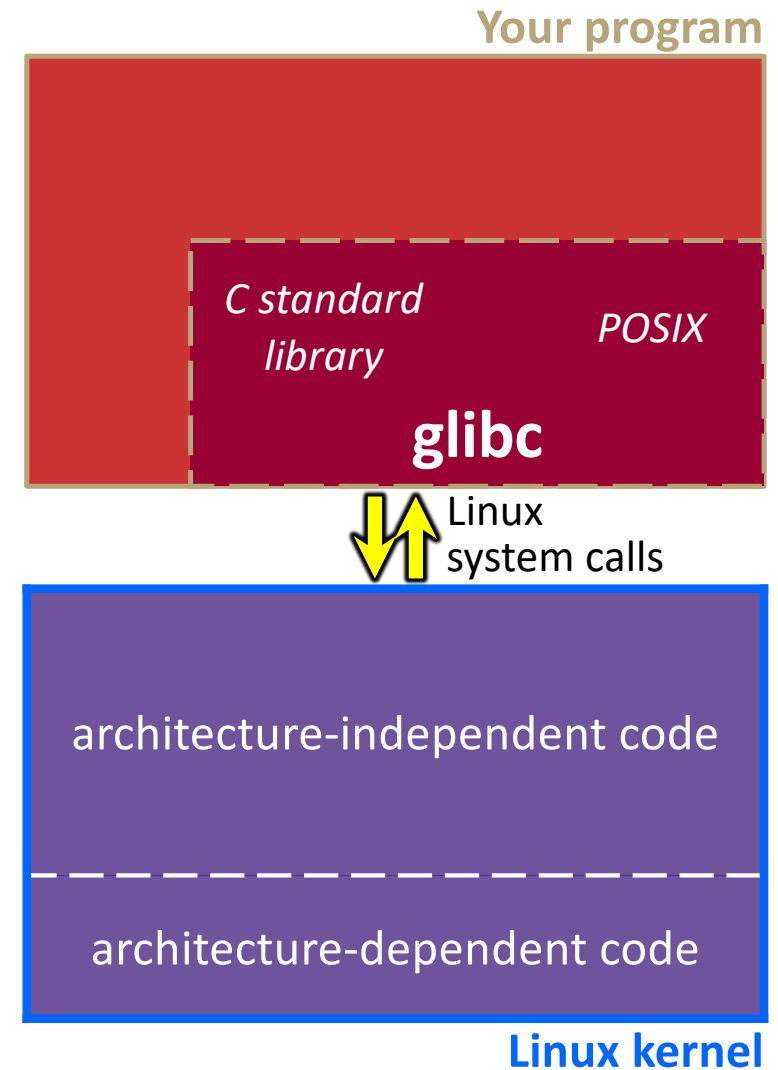 Your program
C standard
library
POSIX
glibc
Linux
system calls
architecture-independent code
architecture-dependent code
Linux kernel